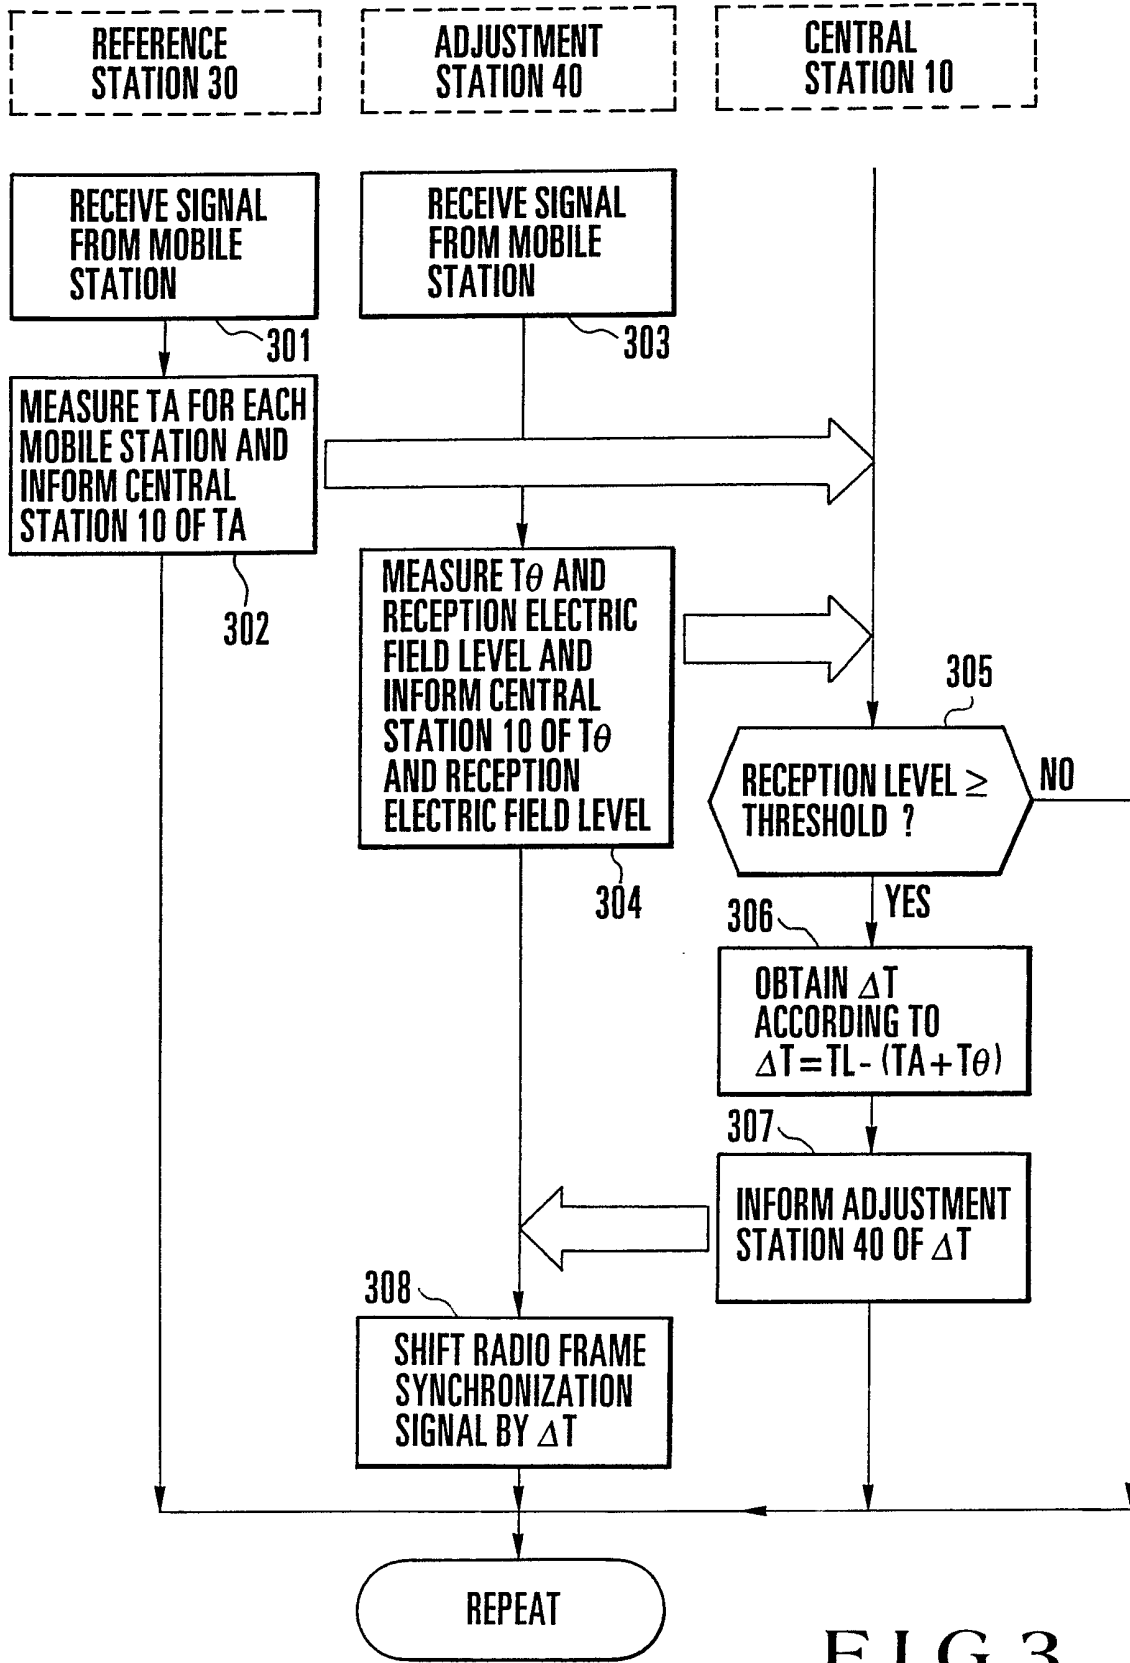 REFERENCE
STATION 30
ADJUSTMENT
STATION 40
CENTRAL
STATION 10
RECEIVE SIGNAL
FROM MOBILE
STATION
301
RECEIVE SIGNAL
FROM MOBILE
STATION
303
MEASURE TA FOR EACH
MOBILE STATION AND
INFORM CENTRAL
STATION 10 OF TA
302
MEASURE Tθ AND
RECEPTION ELECTRIC
FIELD LEVEL AND
INFORM CENTRAL
STATION 10 OF Tθ
AND RECEPTION
ELECTRIC FIELD LEVEL
304
305
RECEPTION LEVEL ≥
THRESHOLD ?
NO
YES
306
OBTAIN ΔT
ACCORDING TO
ΔT=TL-(TA+Tθ)
307
INFORM ADJUSTMENT
STATION 40 OF ΔT
308
SHIFT RADIO FRAME
SYNCHRONIZATION
SIGNAL BY ΔT
REPEAT
FIG.3